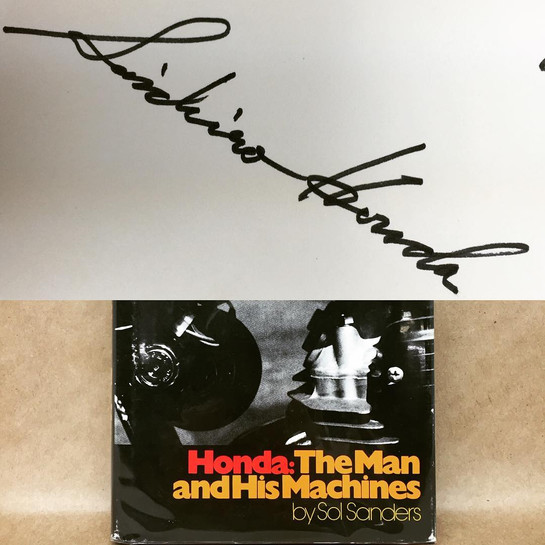 Soichiro Honda
Honda: The Man
and His Machines
by Sol Sanders